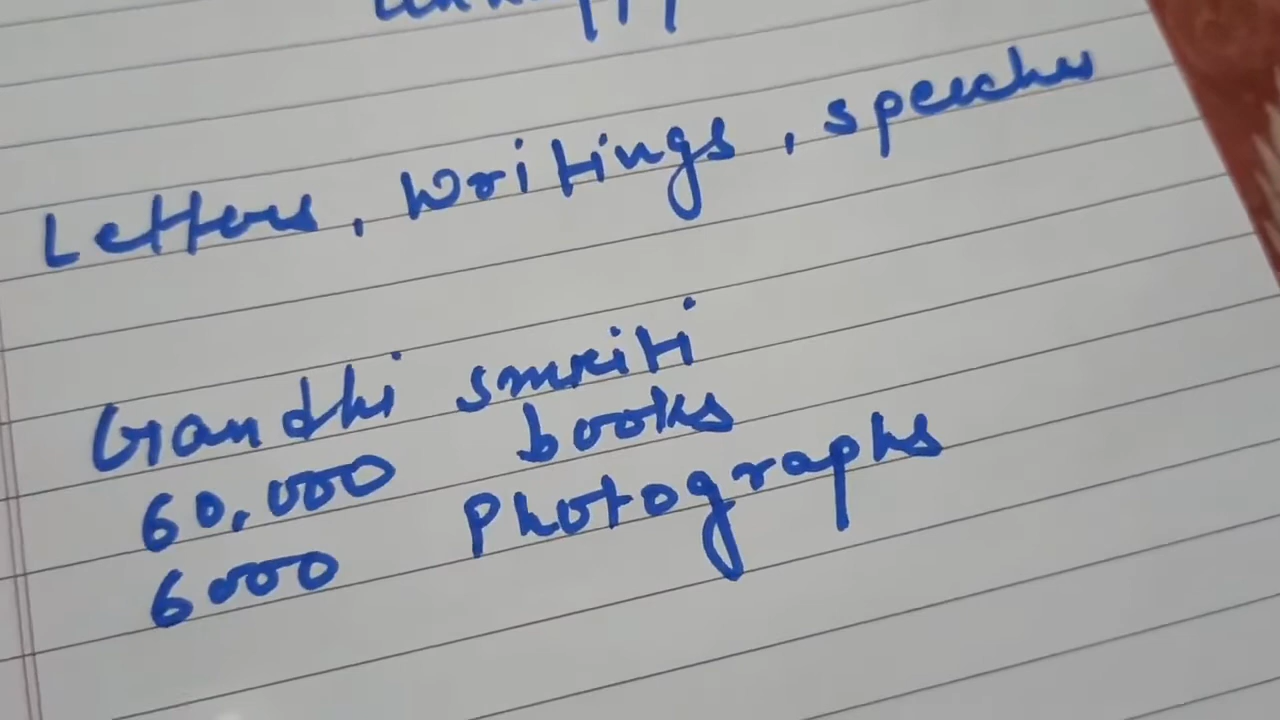 Letters, Writings, speeches
Gandhi smriti
60,000 books
6000 Photographs